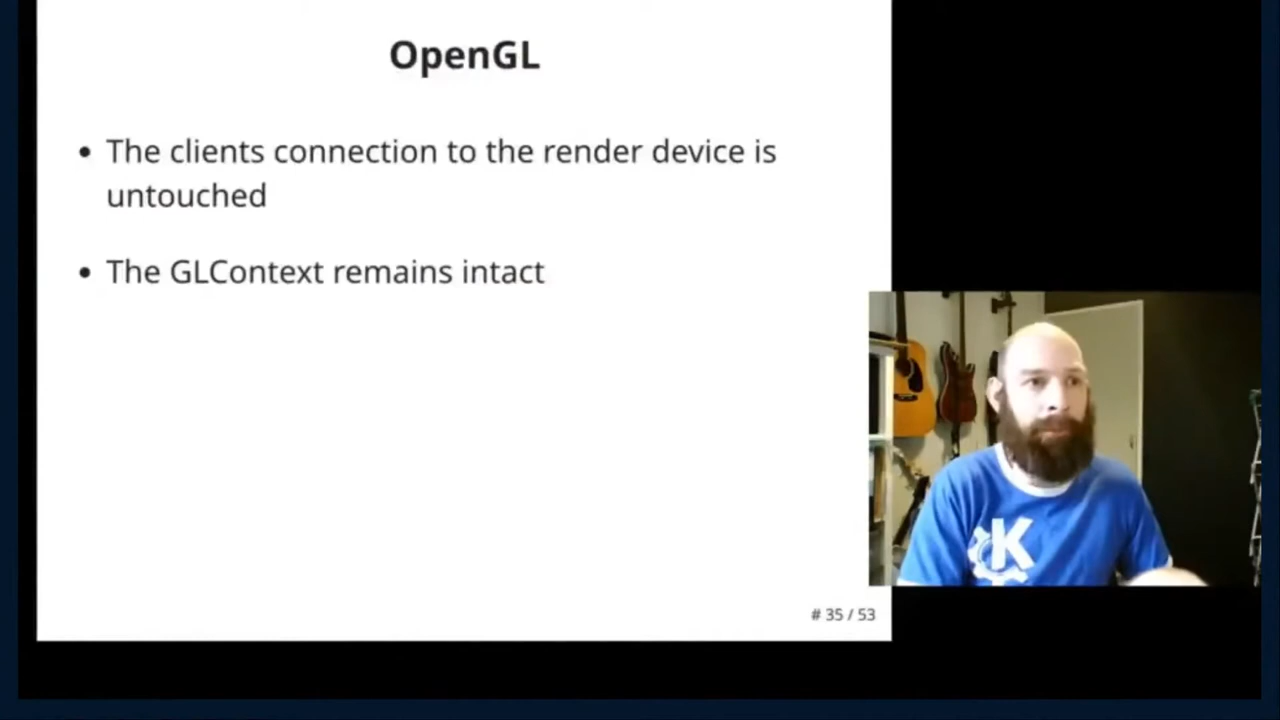 OpenGL
• The clients connection to the render device is
untouched
• The GLContext remains intact
# 35 / 53
K